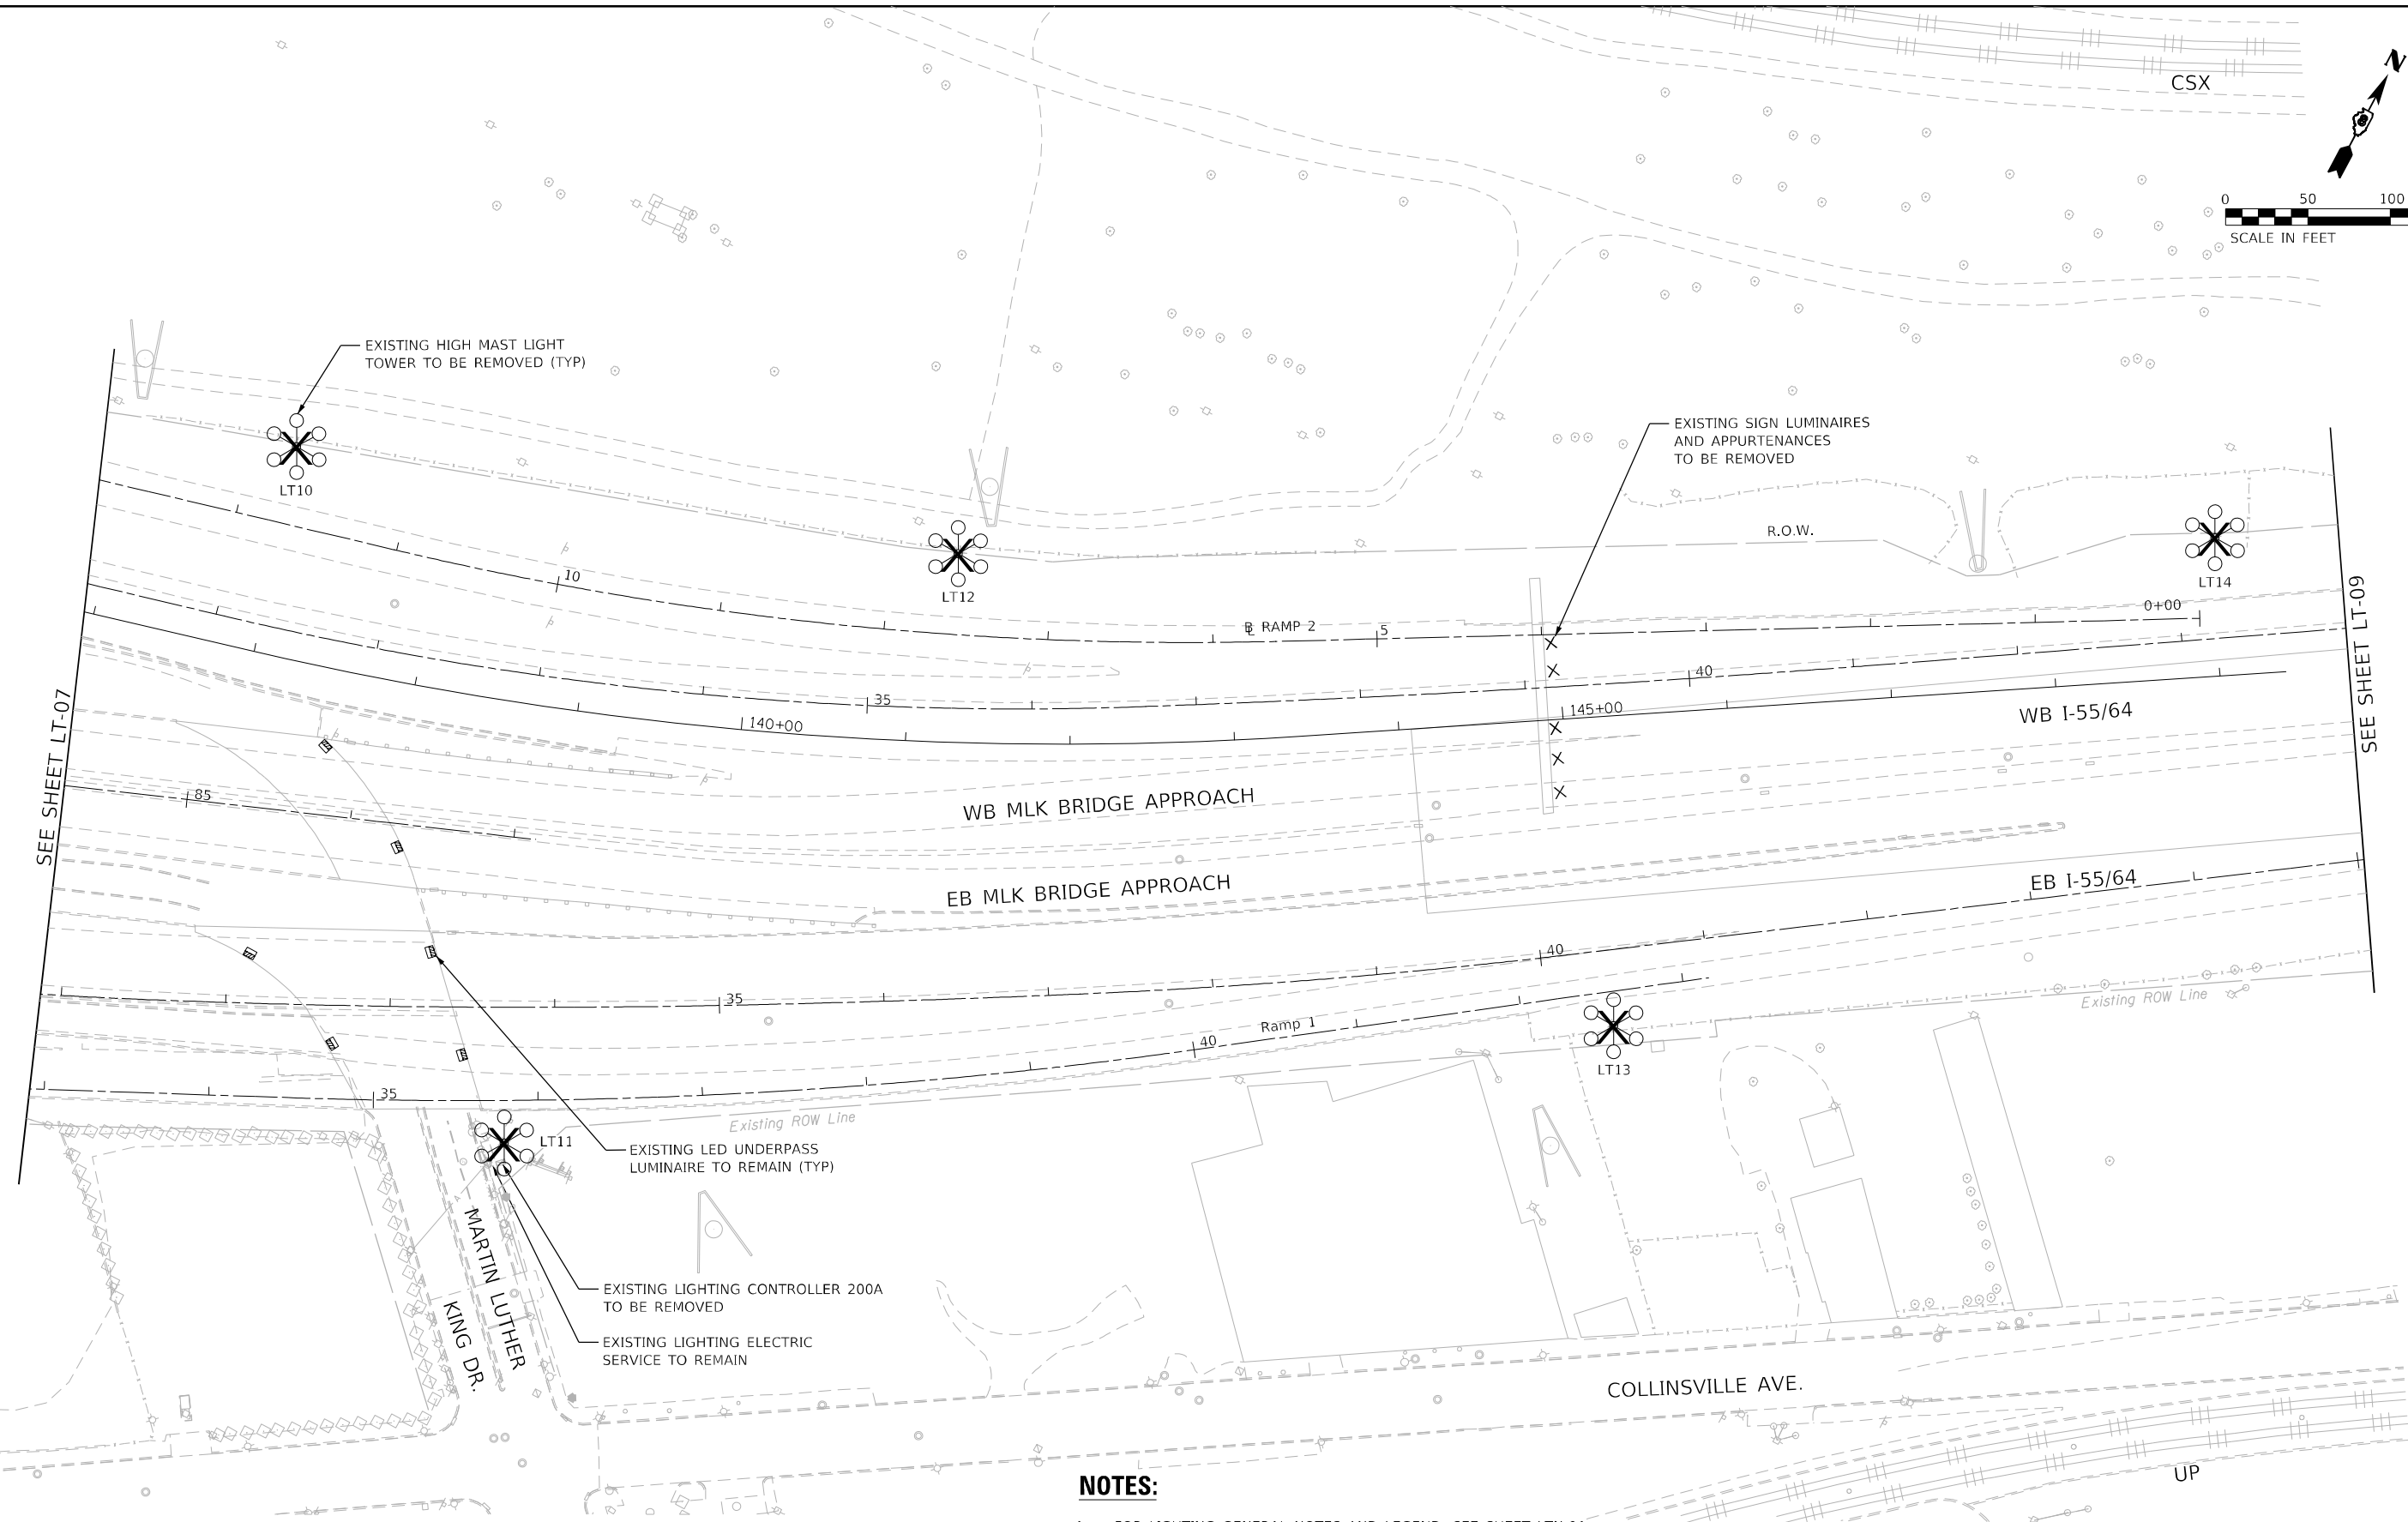 CSX
N
0 50 100
SCALE IN FEET
EXISTING HIGH MAST LIGHT
TOWER TO BE REMOVED (TYP)
LT10
EXISTING SIGN LUMINAIRES
AND APPURTENANCES
TO BE REMOVED
R.O.W.
LT12
LT14
10
B RAMP 2
L
5
0+00
SEE SHEET LT-09
SEE SHEET LT-07
35
40
140+00
145+00
WB I-55/64
85
WB MLK BRIDGE APPROACH
EB MLK BRIDGE APPROACH
EB I-55/64
40
35
Existing ROW Line
Ramp 1
40
LT13
35
Existing ROW Line
LT11
EXISTING LED UNDERPASS
LUMINAIRE TO REMAIN (TYP)
MARTIN LUTHER
KING DR.
EXISTING LIGHTING CONTROLLER 200A
TO BE REMOVED
EXISTING LIGHTING ELECTRIC
SERVICE TO REMAIN
COLLINSVILLE AVE.
UP
NOTES: